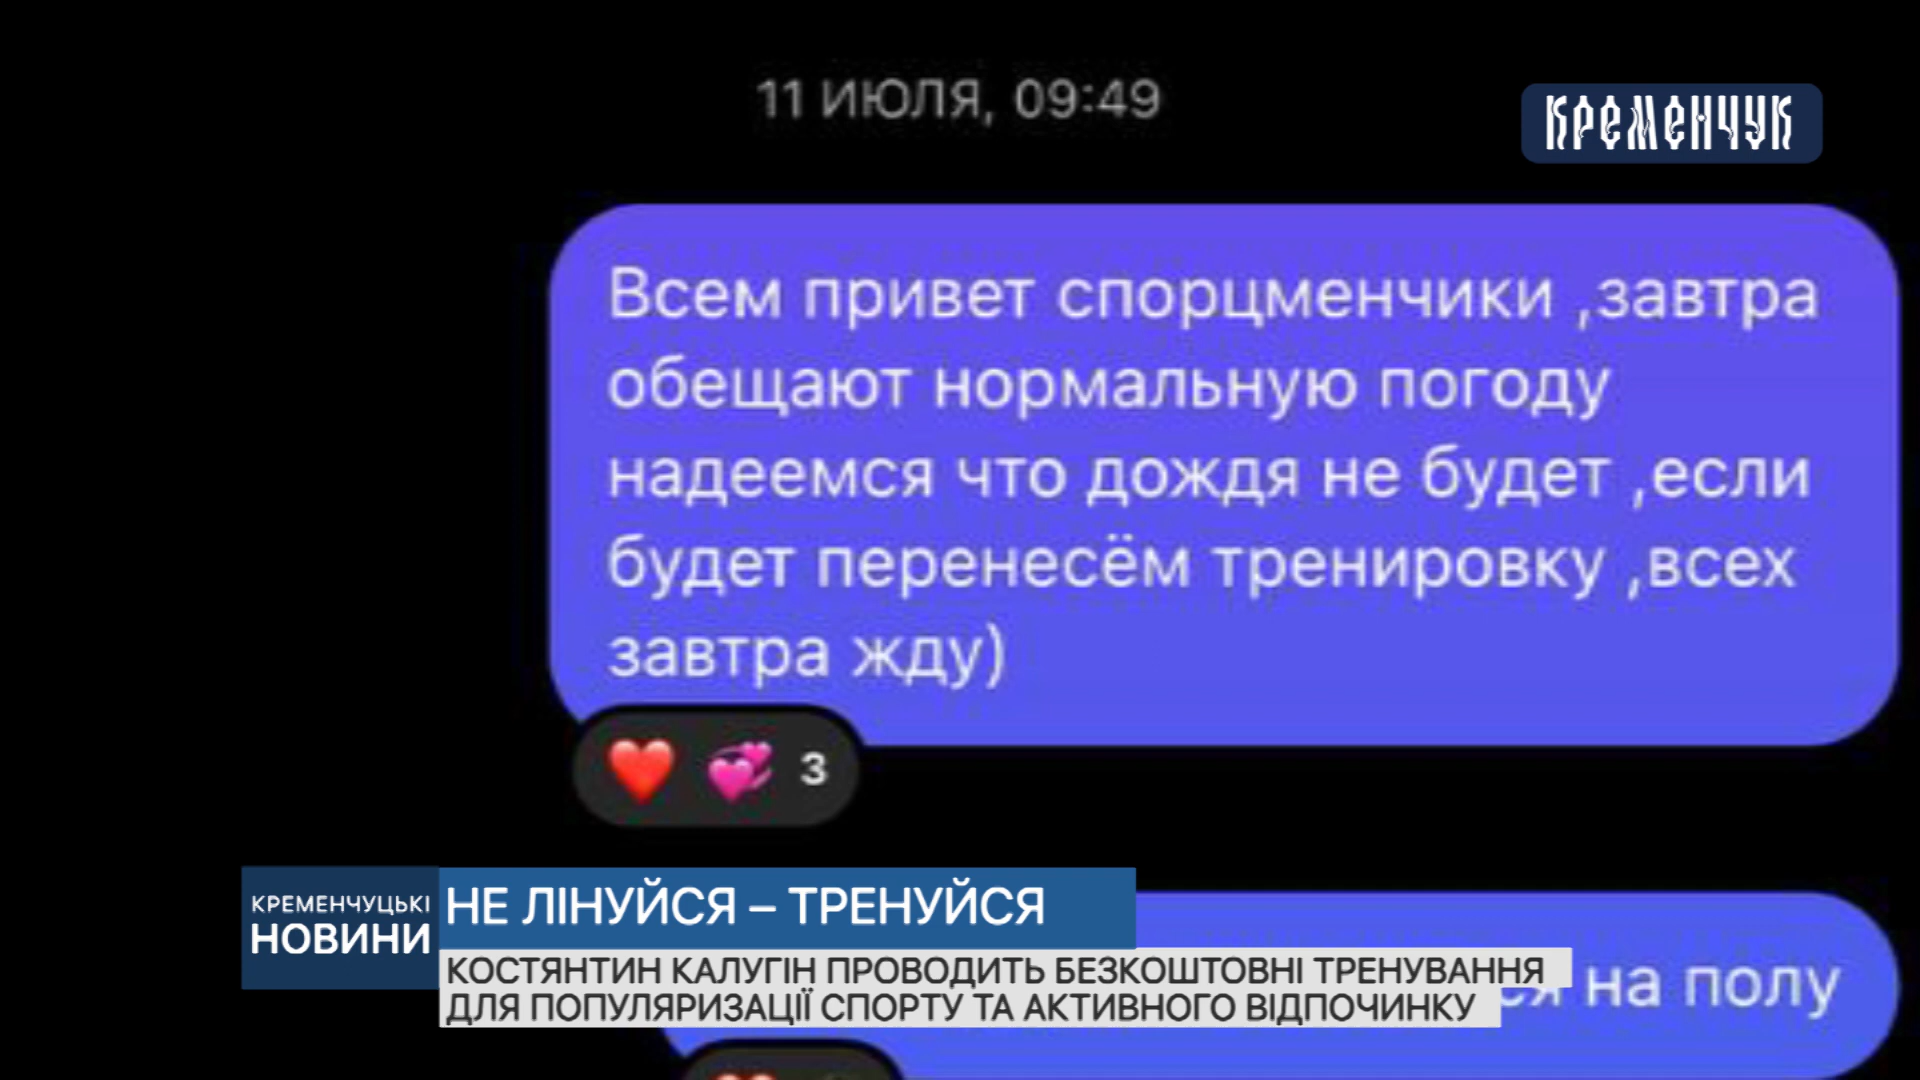 11 ИЮЛЯ, 09:49
КРЕМЕНЧУК
Всем привет спорцменчики ,завтра
обещают нормальную погоду
надеемся что дождя не будет ,если
будет перенесём тренировку ,всех
завтра жду)
3
КРЕМЕНЧУЦЬКІ
НОВИНИ
НЕ ЛІНУЙСЯ – ТРЕНУЙСЯ
КОСТЯНТИН КАЛУГІН ПРОВОДИТЬ БЕЗКОШТОВНІ ТРЕНУВАННЯ
ДЛЯ ПОПУЛЯРИЗАЦІЇ СПОРТУ ТА АКТИВНОГО ВІДПОЧИНКУ
на полу